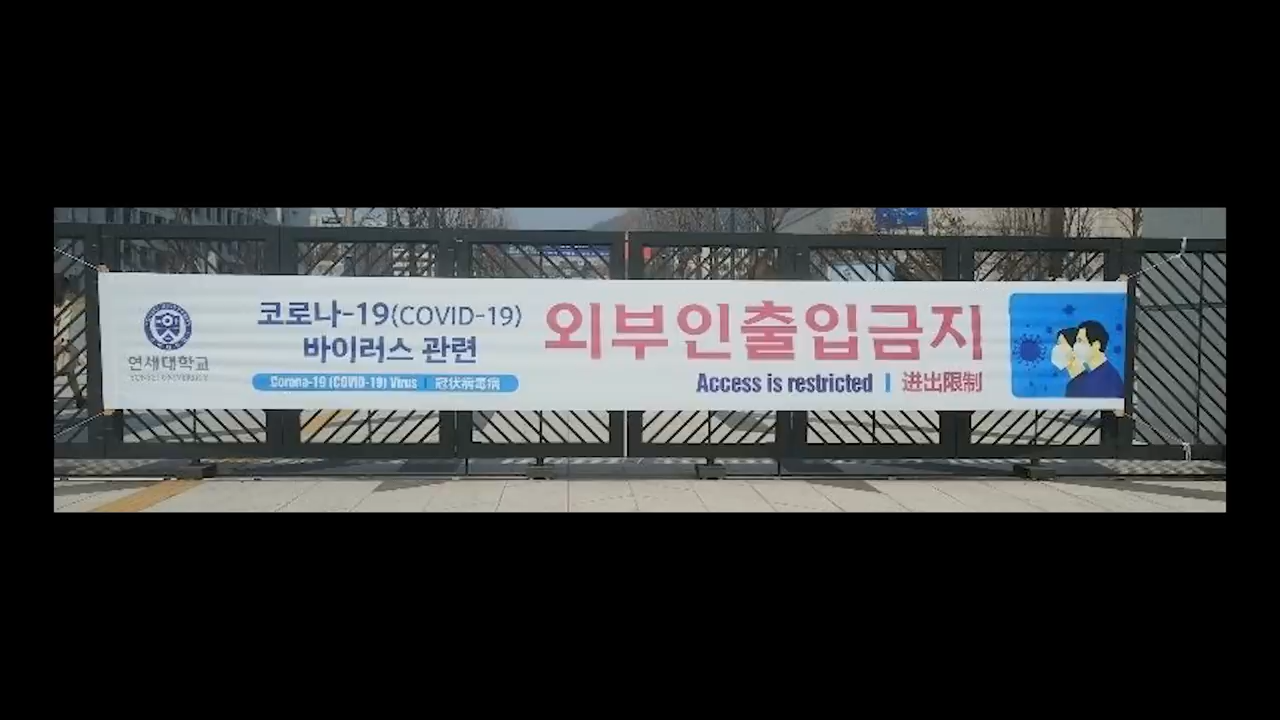 연세대학교
YONSEI UNIVERSITY
코로나-19(COVID-19)
바이러스 관련
Corona-19 (COVID-19) Virus | 冠状病毒病
외부인출입금지
Access is restricted | 进出限制